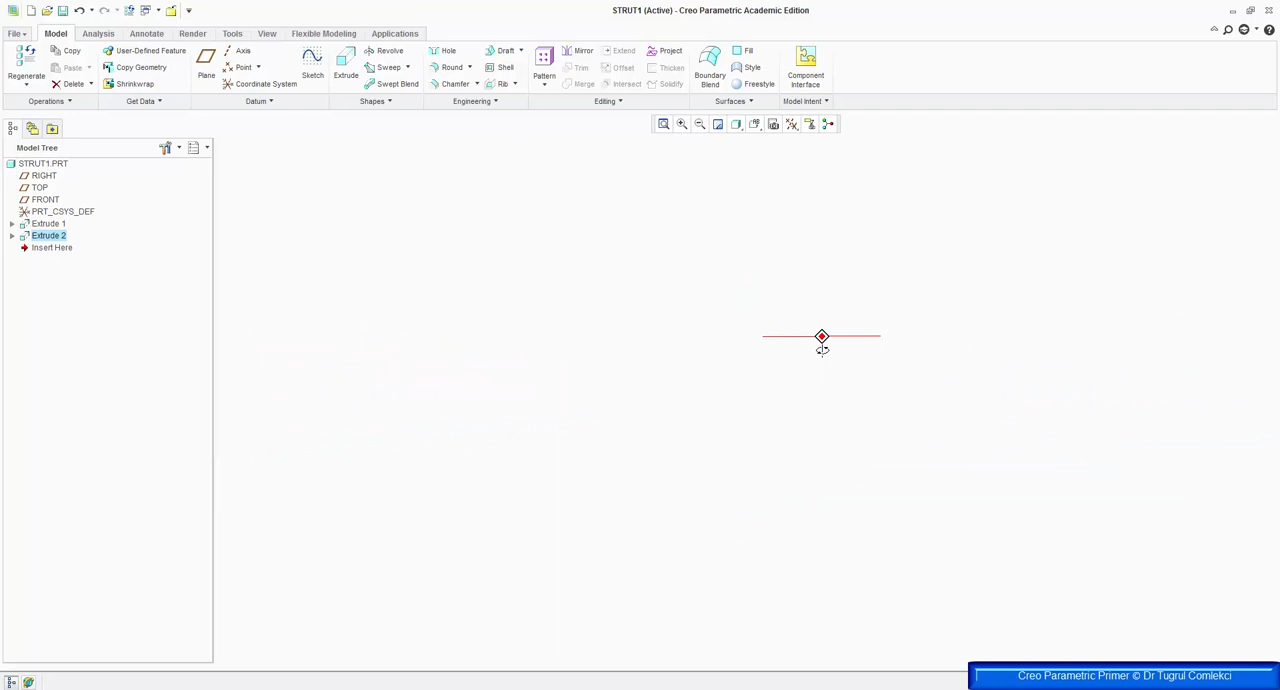 STRUT1 (Active) - Creo Parametric Academic Edition
File
Model
Analysis
Annotate
Render
Tools
View
Flexible Modeling
Applications
Regenerate
Copy
Paste
Delete
Operations
User-Defined Feature
Copy Geometry
Shrinkwrap
Get Data
Plane
Axis
Point
Coordinate System
Sketch
Datum
Extrude
Revolve
Sweep
Swept Blend
Shapes
Hole
Round
Chamfer
Draft
Shell
Rib
Engineering
Pattern
Mirror
Trim
Merge
Extend
Offset
Intersect
Project
Thicken
Solidify
Editing
Boundary
Blend
Fill
Style
Freestyle
Surfaces
Component
Interface
Model Intent
Model Tree
STRUT1.PRT
RIGHT
TOP
FRONT
PRT_CSYS_DEF
Extrude 1
Extrude 2
Insert Here
Creo Parametric Primer © Dr Tugrul Comlekci